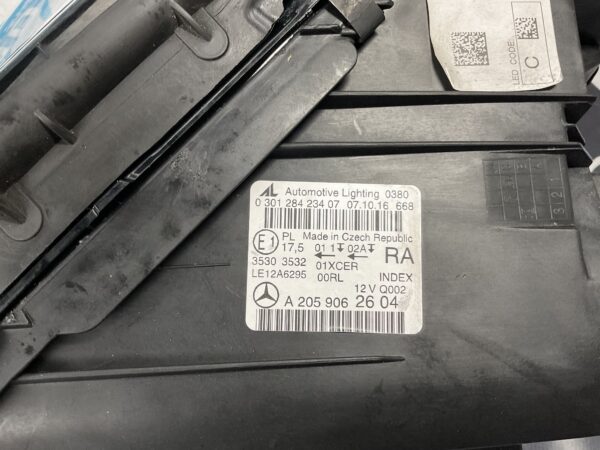 LED CODE:
C
AL Automotive Lighting 0380
0 301 284 234 07 07.10.16 668
E1 PL Made in Czech Republic
17,5 01 1 02A RA
3530 3532 01XCER
LE12A6295 00RL INDEX
12 V Q002
A 205 906 26 04
3 2 1